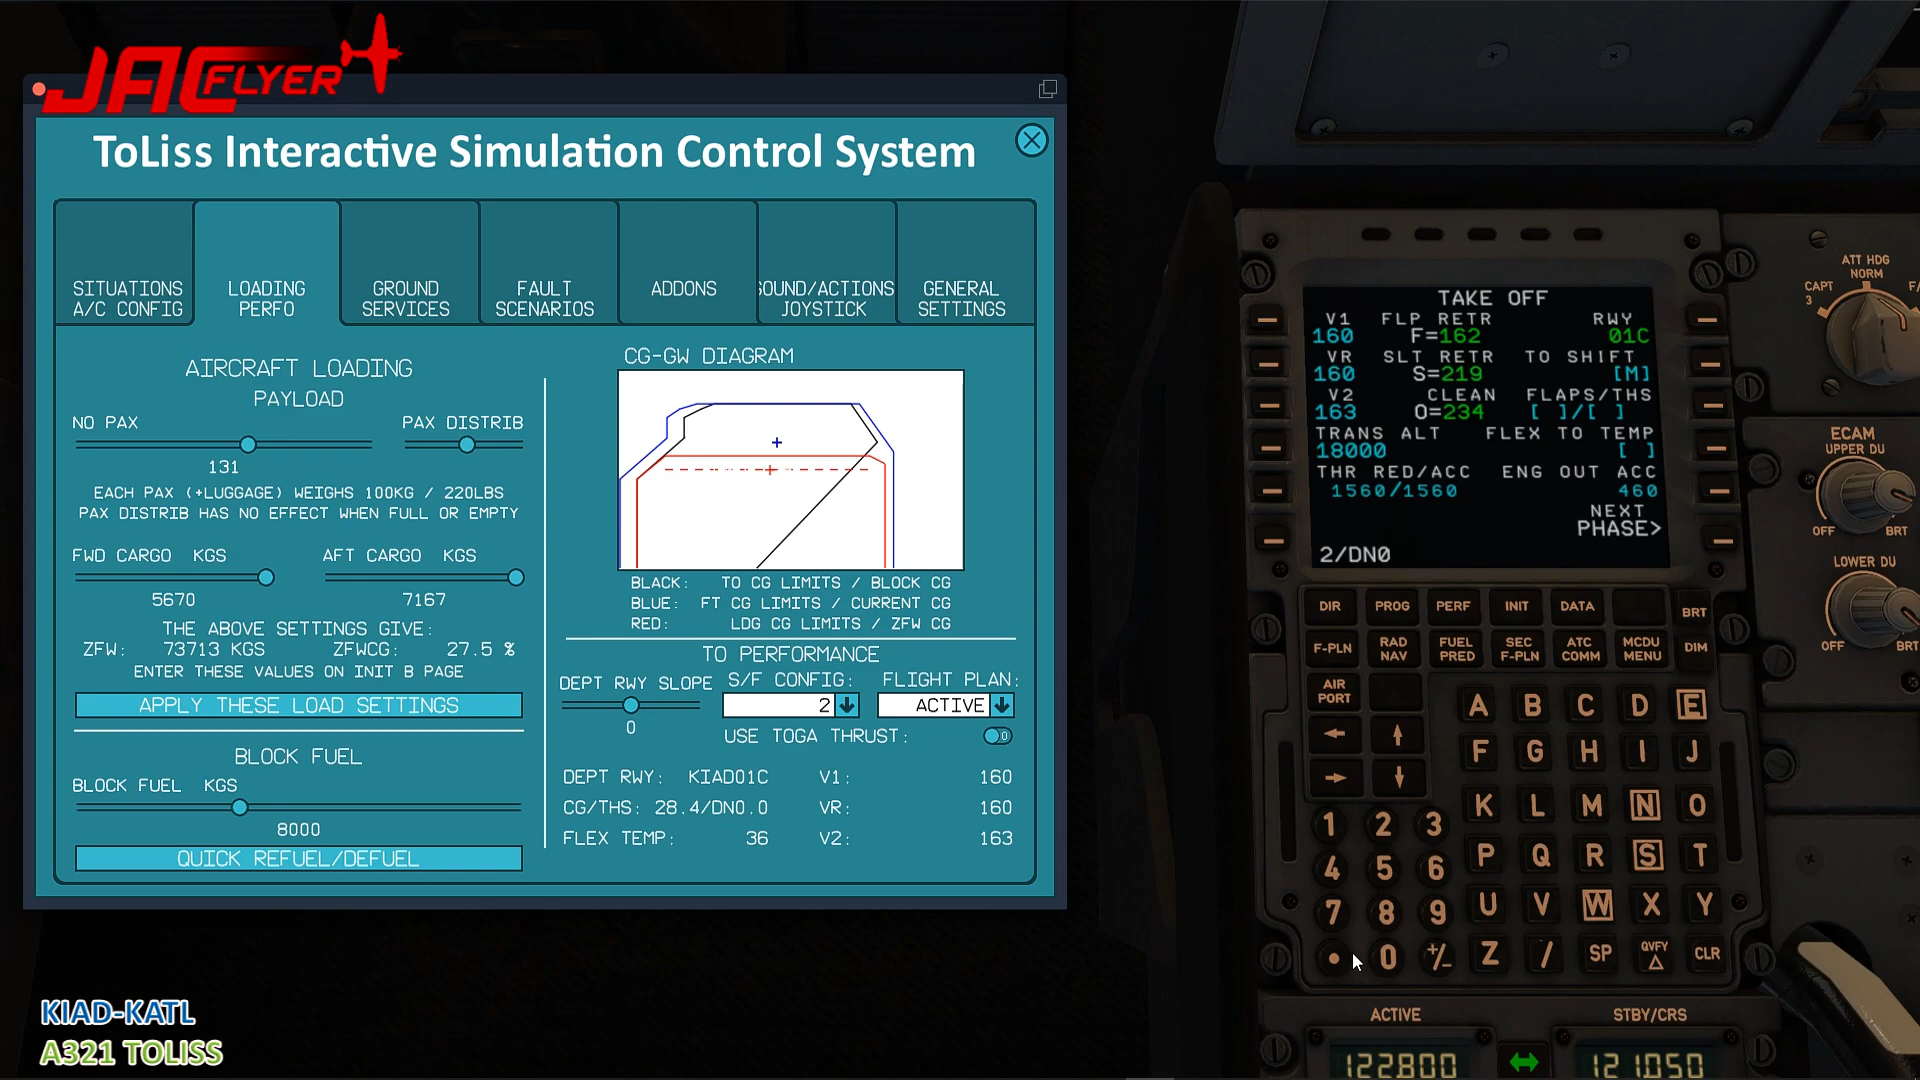 JACFLYER
ToLiss Interactive Simulation Control System
SITUATIONS A/C CONFIG
LOADING PERFO
GROUND SERVICES
FAULT SCENARIOS
ADDONS
SOUND/ACTIONS JOYSTICK
GENERAL SETTINGS
AIRCRAFT LOADING
PAYLOAD
NO PAX PAX DISTRIB
131
EACH PAX (+LUGGAGE) WEIGHS 100KG / 220LBS
PAX DISTRIB HAS NO EFFECT WHEN FULL OR EMPTY
FWD CARGO KGS AFT CARGO KGS
5670 7167
THE ABOVE SETTINGS GIVE:
ZFW: 73713 KGS ZFWCG: 27.5 %
ENTER THESE VALUES ON INIT B PAGE
APPLY THESE LOAD SETTINGS
BLOCK FUEL
BLOCK FUEL KGS
8000
QUICK REFUEL/DEFUEL
CG-GW DIAGRAM
BLACK: TO CG LIMITS / BLOCK CG
BLUE: FT CG LIMITS / CURRENT CG
RED: LDG CG LIMITS / ZFW CG
TO PERFORMANCE
DEPT RWY SLOPE S/F CONFIG: FLIGHT PLAN:
2 ACTIVE
0
USE TOGA THRUST: 0
DEPT RWY: KIAD01C V1: 160
CG/THS: 28.4/DN0.0 VR: 160
FLEX TEMP: 36 V2: 163
KIAD-KATL
A321 TOLISS
TAKE OFF
V1 FLP RETR RWY
160 F=162 01C
VR SLT RETR TO SHIFT
160 S=219 [M]
V2 CLEAN FLAPS/THS
163 O=234 [ ]/[ ]
TRANS ALT FLEX TO TEMP
18000 [ ]
THR RED/ACC ENG OUT ACC
1560/1560 460
NEXT
PHASE>
2/DN0
DIR PROG PERF INIT DATA BRT
F-PLN RAD NAV FUEL PRED SEC F-PLN ATC COMM MCDU MENU DIM
AIR PORT
A B C D E
F G H I J
K L M N O
P Q R S T
U V W X Y
Z / SP OVFY CLR
1 2 3
4 5 6
7 8 9
. 0 +/-
ATT HDG
NORM
CAPT 3 F/
ECAM
UPPER DU
OFF BRT
LOWER DU
OFF BRT
ACTIVE STBY/CRS
122.800 121.050